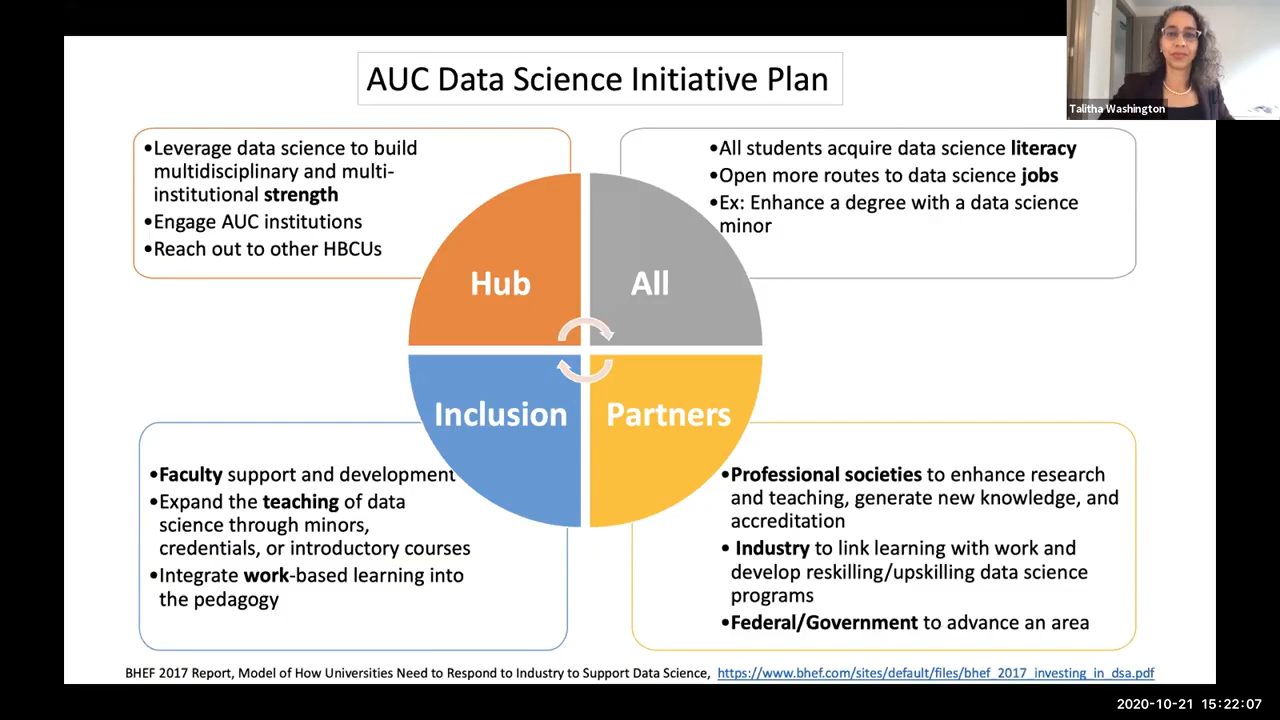 AUC Data Science Initiative Plan
Talitha Washington
•Leverage data science to build
multidisciplinary and multi-
institutional strength
•Engage AUC institutions
•Reach out to other HBCUs
•All students acquire data science literacy
•Open more routes to data science jobs
•Ex: Enhance a degree with a data science
minor
Hub
All
Inclusion
Partners
•Faculty support and development
•Expand the teaching of data
science through minors,
credentials, or introductory courses
•Integrate work-based learning into
the pedagogy
•Professional societies to enhance research
and teaching, generate new knowledge, and
accreditation
• Industry to link learning with work and
develop reskilling/upskilling data science
programs
•Federal/Government to advance an area
BHEF 2017 Report, Model of How Universities Need to Respond to Industry to Support Data Science, https://www.bhef.com/sites/default/files/bhef_2017_investing_in_dsa.pdf
2020-10-21 15:22:07